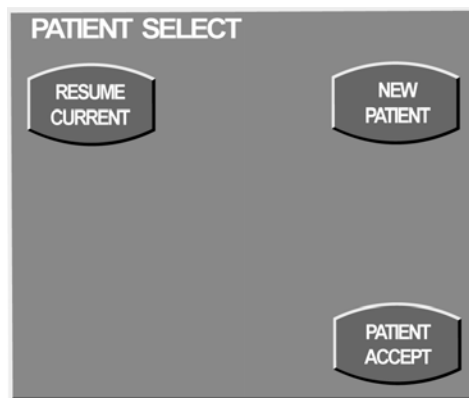 PATIENT SELECT
RESUME
CURRENT
NEW
PATIENT
PATIENT
ACCEPT